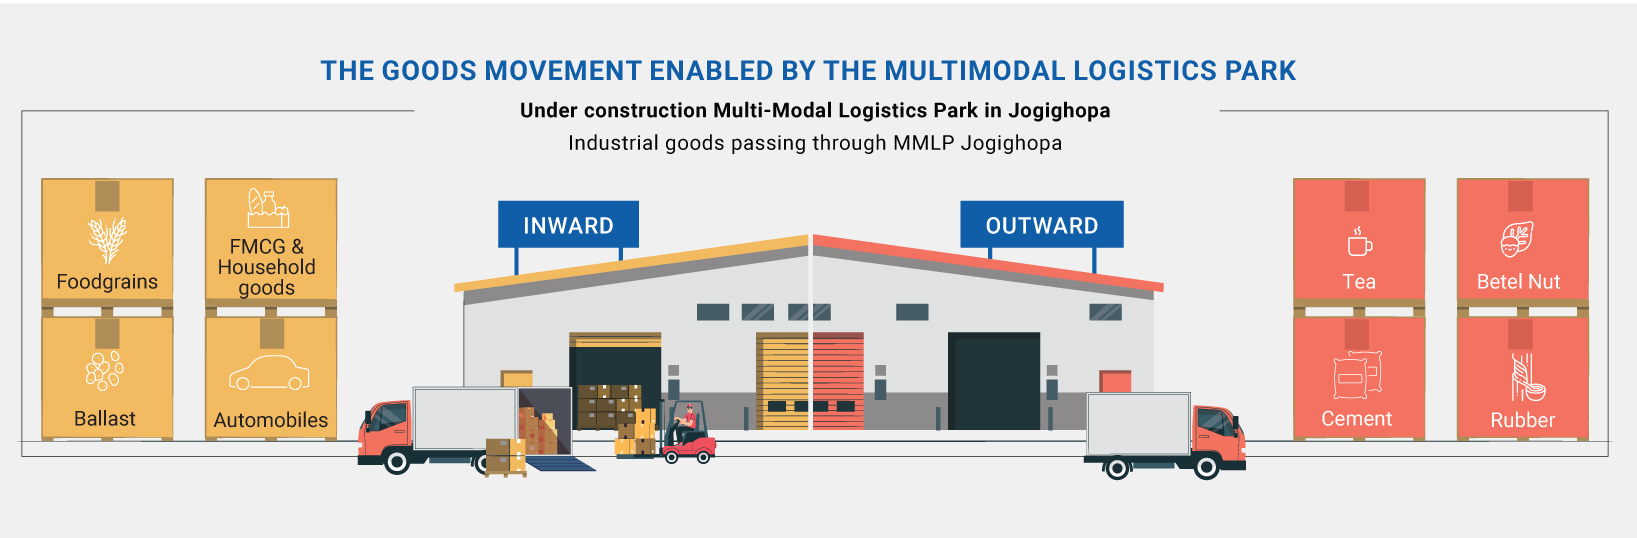 THE GOODS MOVEMENT ENABLED BY THE MULTIMODAL LOGISTICS PARK
Under construction Multi-Modal Logistics Park in Jogighopa
Industrial goods passing through MMLP Jogighopa
INWARD
OUTWARD
Foodgrains
FMCG &
Household
goods
Ballast
Automobiles
Tea
Betel Nut
Cement
Rubber